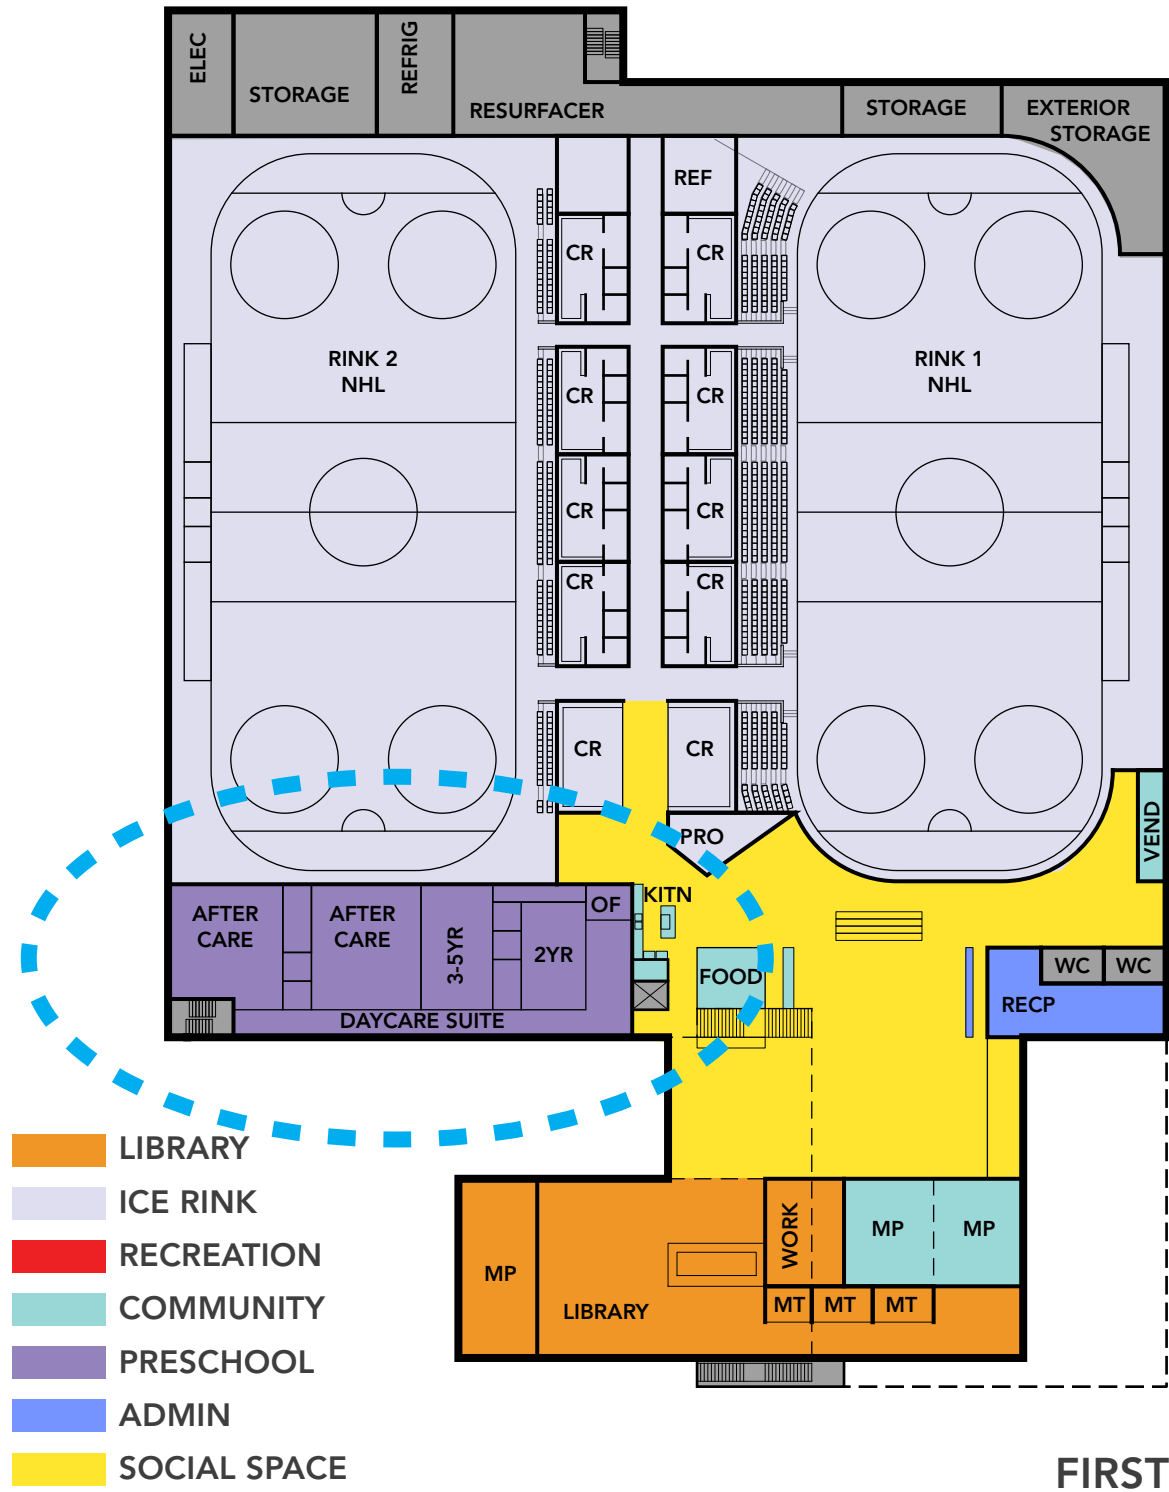 ELEC
STORAGE
REFRIG
RESURFACER
STORAGE
EXTERIOR
STORAGE
REF
CR
CR
RINK 2
NHL
RINK 1
NHL
CR
CR
CR
CR
CR
CR
CR
CR
PRO
VEND
AFTER
CARE
AFTER
CARE
3-5YR
2YR
OF
KITN
FOOD
WC
WC
RECP
DAYCARE SUITE
LIBRARY
ICE RINK
RECREATION
COMMUNITY
PRESCHOOL
ADMIN
SOCIAL SPACE
MP
LIBRARY
WORK
MP
MP
MT
MT
MT
FIRST